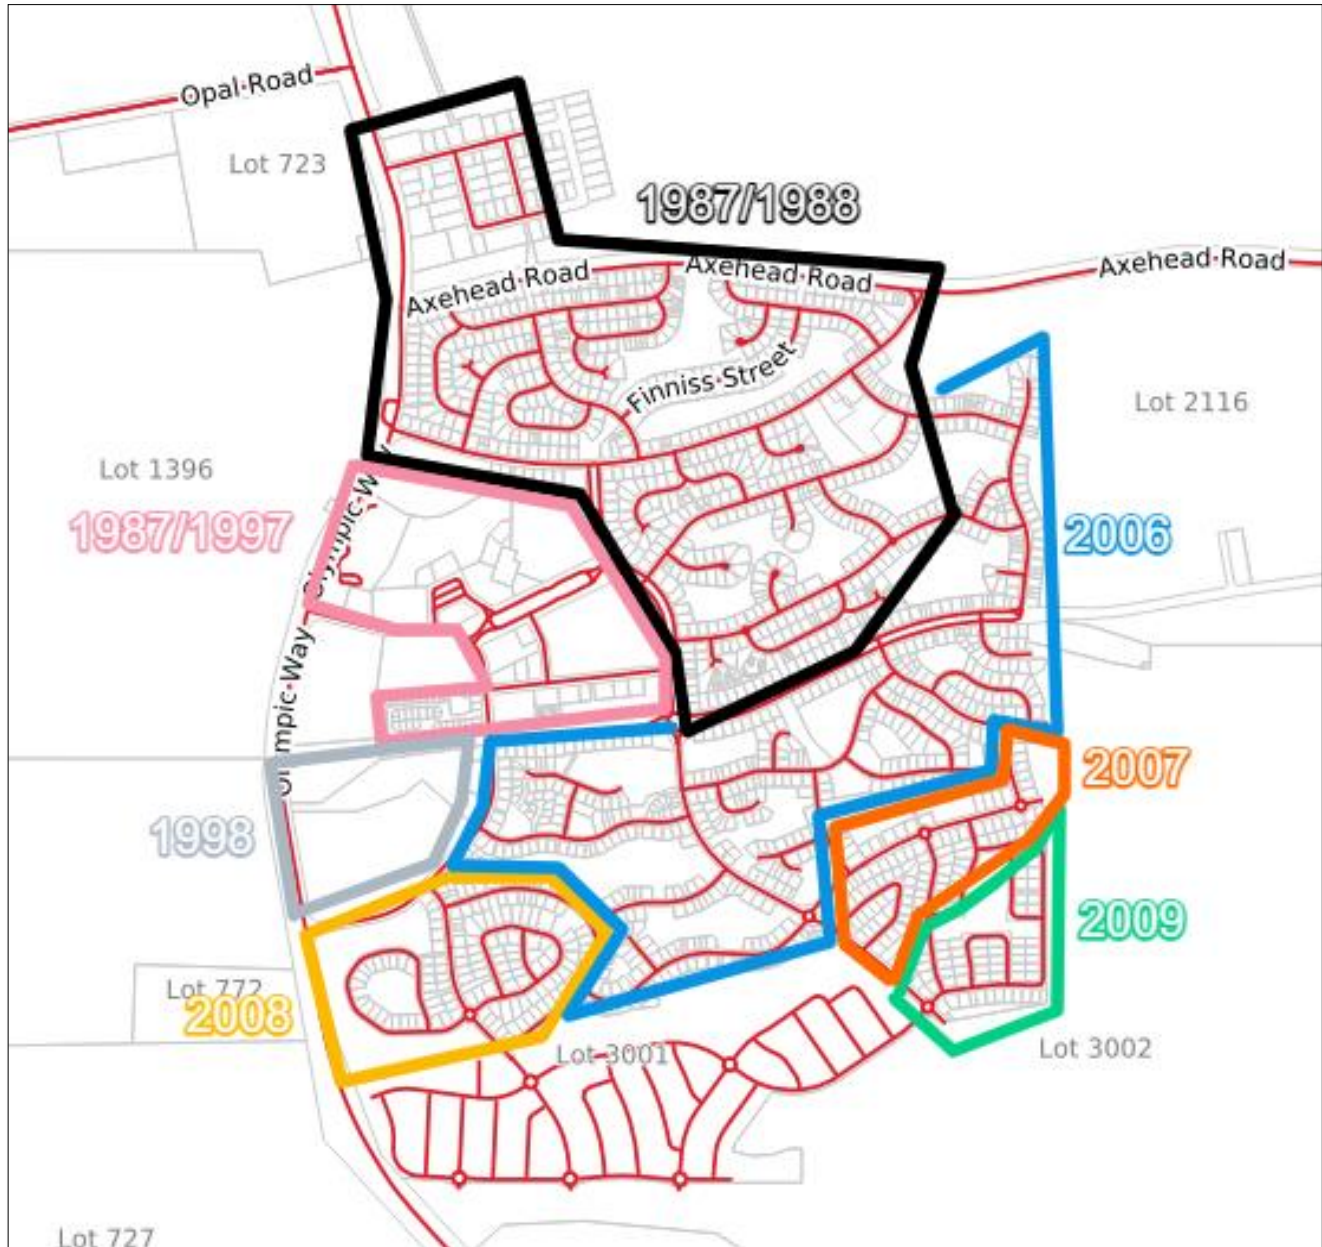 Opal Road
Lot 723
1987/1988
Axehead Road
Axehead Road
Axehead Road
Finniss Street
Lot 2116
Lot 1396
1987/1997
Olympic Way
2006
Olympic Way
2007
1998
2009
Lot 772
2008
Lot 3001
Lot 3002
Lot 727